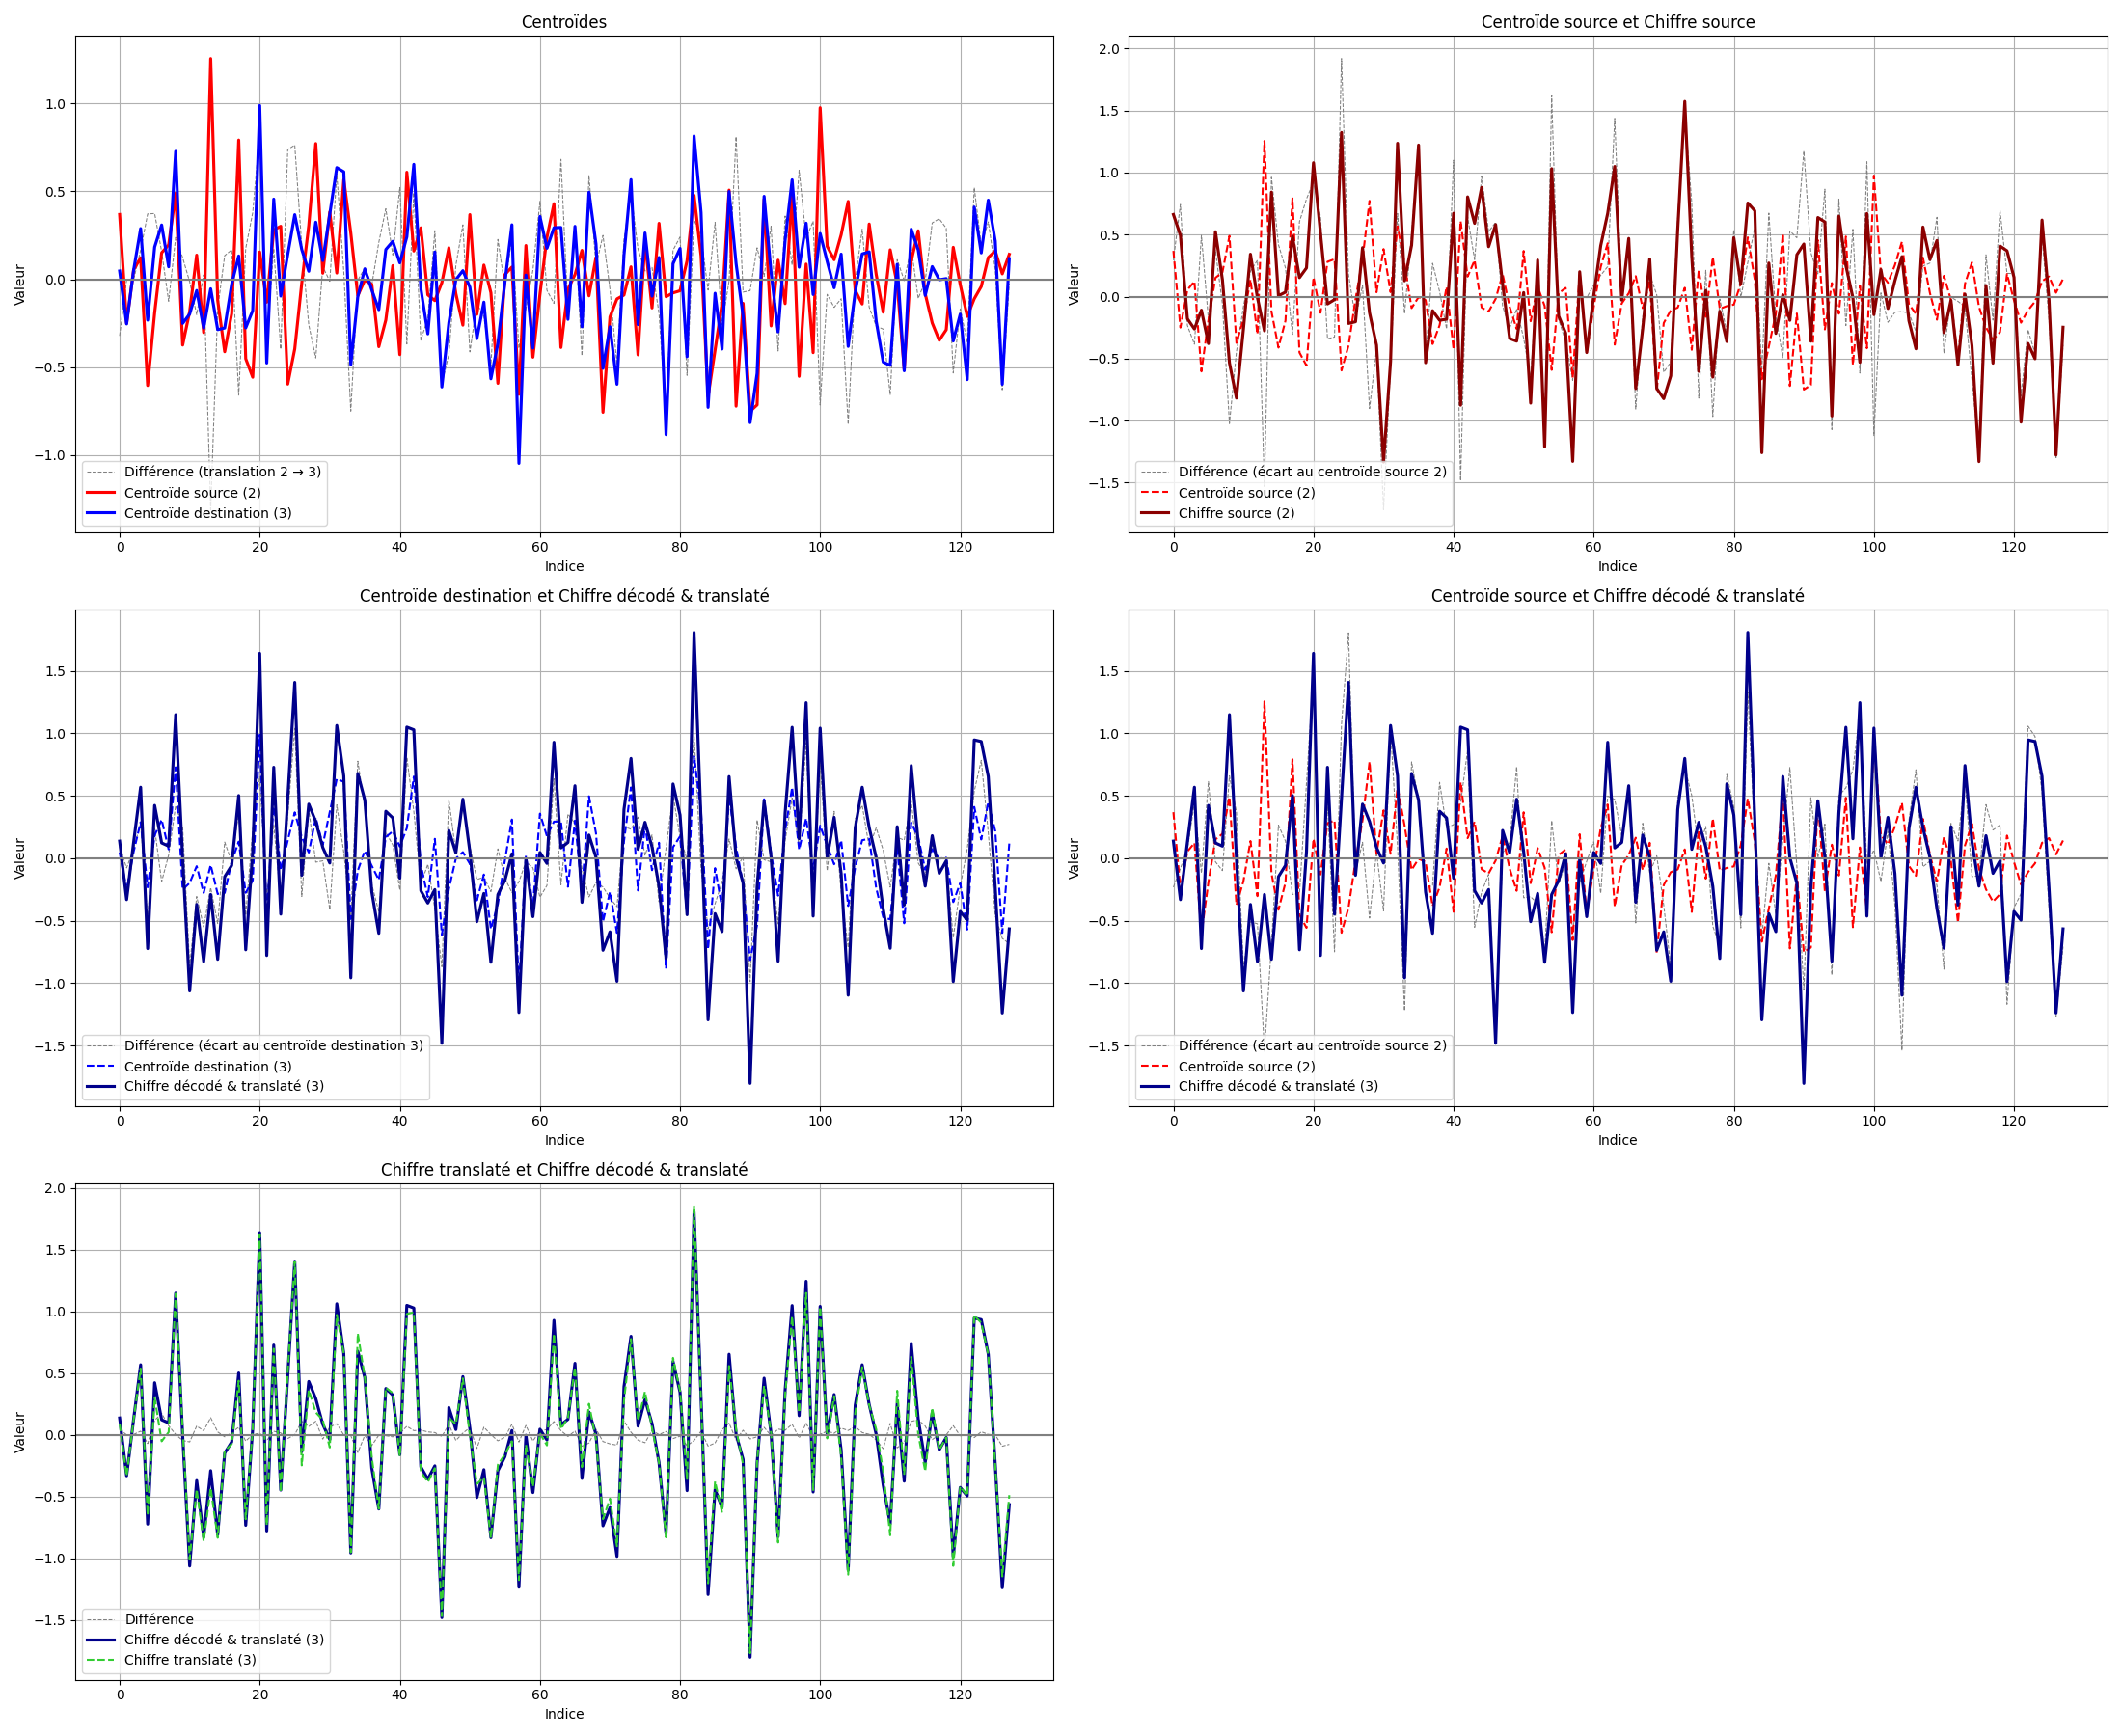 Centroïdes
Valeur
1.0
0.5
0.0
−0.5
−1.0
Différence (translation 2 → 3)
Centroïde source (2)
Centroïde destination (3)
0 20 40 60 80 100 120
Indice
Centroïde source et Chiffre source
Valeur
2.0
1.5
1.0
0.5
0.0
−0.5
−1.0
−1.5
Différence (écart au centroïde source 2)
Centroïde source (2)
Chiffre source (2)
0 20 40 60 80 100 120
Indice
Centroïde destination et Chiffre décodé & translaté
Valeur
1.5
1.0
0.5
0.0
−0.5
−1.0
−1.5
Différence (écart au centroïde destination 3)
Centroïde destination (3)
Chiffre décodé & translaté (3)
0 20 40 60 80 100 120
Indice
Centroïde source et Chiffre décodé & translaté
Valeur
1.5
1.0
0.5
0.0
−0.5
−1.0
−1.5
Différence (écart au centroïde source 2)
Centroïde source (2)
Chiffre décodé & translaté (3)
0 20 40 60 80 100 120
Indice
Chiffre translaté et Chiffre décodé & translaté
Valeur
2.0
1.5
1.0
0.5
0.0
−0.5
−1.0
−1.5
Différence
Chiffre décodé & translaté (3)
Chiffre translaté (3)
0 20 40 60 80 100 120
Indice